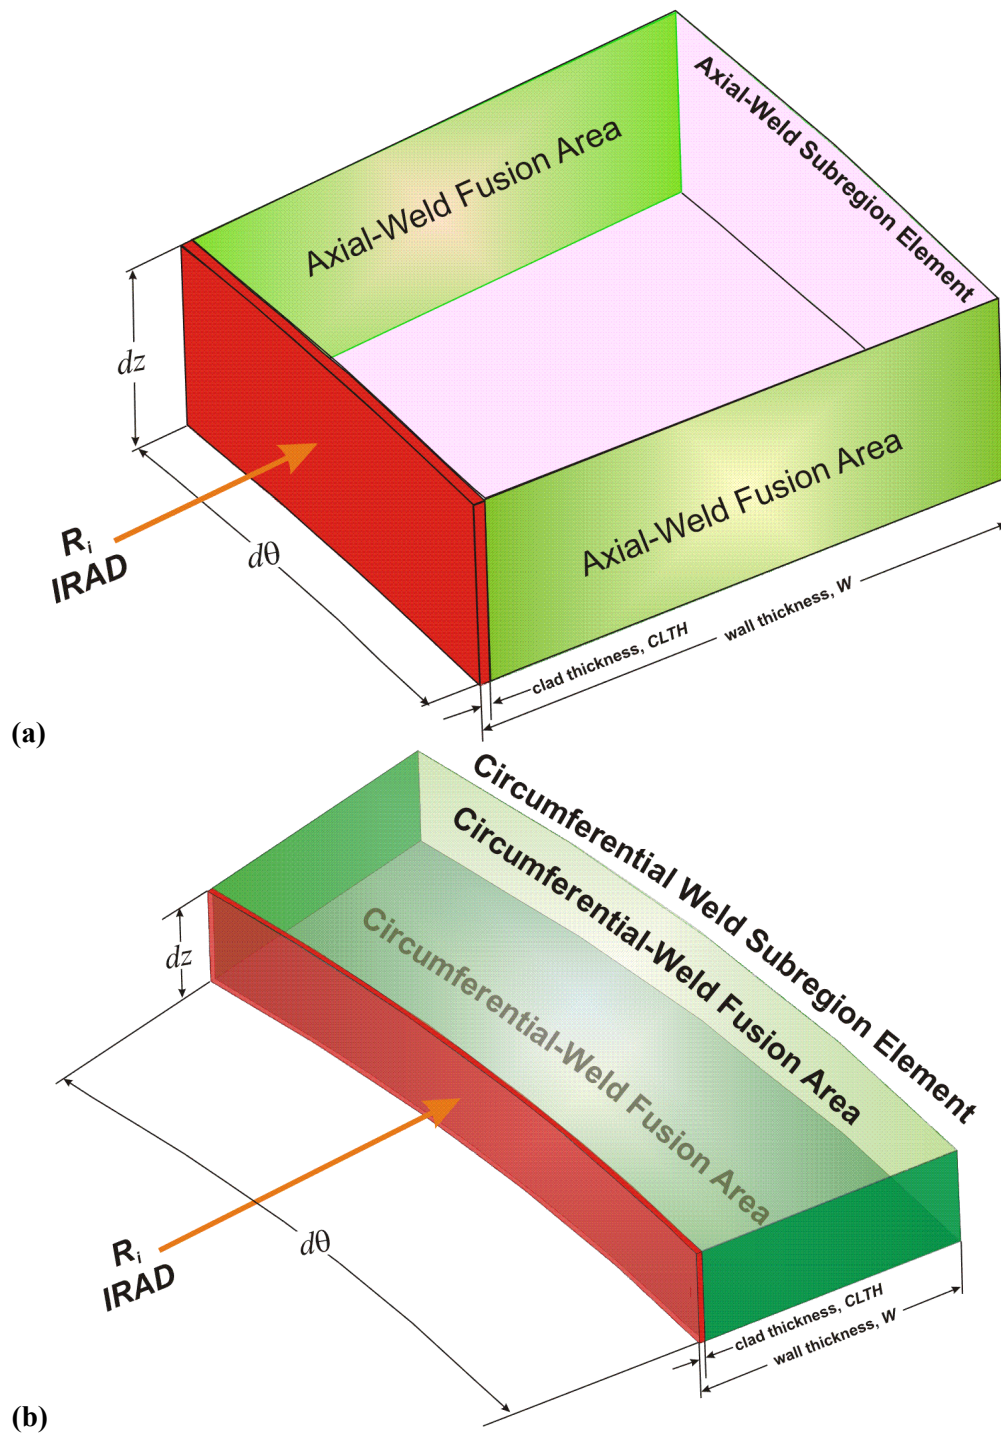 Axial-Weld Subregion Element
Axial-Weld Fusion Area
dz
Axial-Weld Fusion Area
Ri
IRAD
dθ
clad thickness, CLTH
wall thickness, W
(a)
Circumferential Weld Subregion Element
Circumferential-Weld Fusion Area
Circumferential-Weld Fusion Area
dz
Ri
IRAD
dθ
clad thickness, CLTH
wall thickness, W
(b)